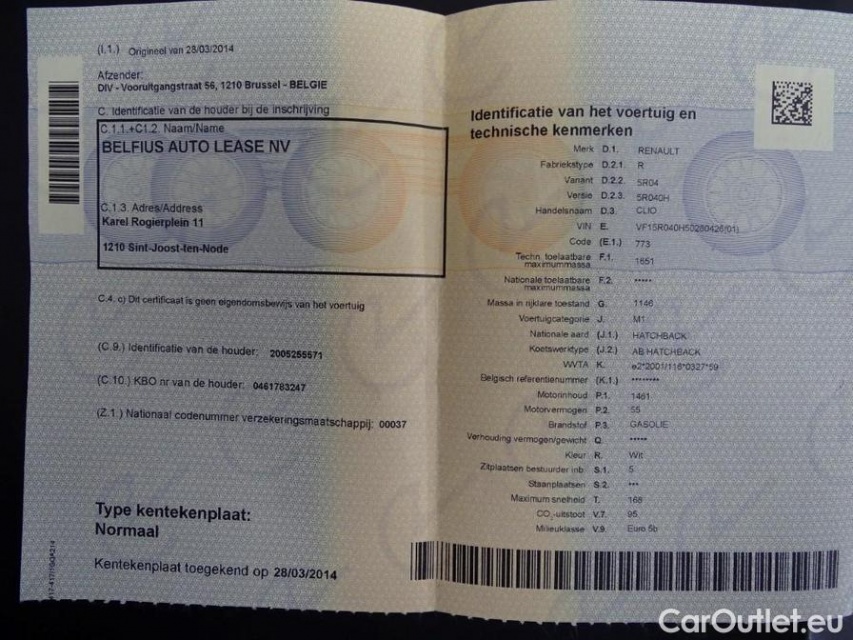 (I.1.) Origineel van 28/03/2014
Afzender:
DIV - Vooruitgangstraat 56, 1210 Brussel - BELGIE
C. Identificatie van de houder bij de inschrijving
C.1.1.+C1.2. Naam/Name
BELFIUS AUTO LEASE NV
C.1.3. Adres/Address
Karel Rogierplein 11
1210 Sint-Joost-ten-Node
C.4. c) Dit certificaat is geen eigendomsbewijs van het voertuig
(C.9.) Identificatie van de houder: 2005255571
(C.10.) KBO nr van de houder: 0461783247
(Z.1.) Nationaal codenummer verzekeringsmaatschappij: 00037
Type kentekenplaat:
Normaal
Kentekenplaat toegekend op 28/03/2014
Identificatie van het voertuig en
technische kenmerken
Merk D.1. RENAULT
Fabriekstype D.2.1. R
Variant D.2.2. 5R04
Versie D.2.3. 5R040H
Handelsnaam D.3. CLIO
VIN E. VF15R040H50280426(01)
Code (E.1.) 773
Techn. toelaatbare maximummassa F.1. 1651
Nationale toelaatbare maximummassa F.2. *****
Massa in rijklare toestand G. 1146
Voertuigcategorie J. M1
Nationale aard (J.1.) HATCHBACK
Koetswerktype (J.2.) AB HATCHBACK
WVTA K. e2*2001/116*0327*59
Belgisch referentienummer (K.1.) ********
Motorinhoud P.1. 1461
Motorvermogen P.2. 55
Brandstof P.3. GASOLIE
Verhouding vermogen/gewicht Q. *****
Kleur R. Wit
Zitplaatsen bestuurder inb. S.1. 5
Staanplaatsen S.2. ***
Maximum snelheid T. 168
CO₂-uitstoot V.7. 95
Milieuklasse V.9. Euro 5b
CarOutlet.eu